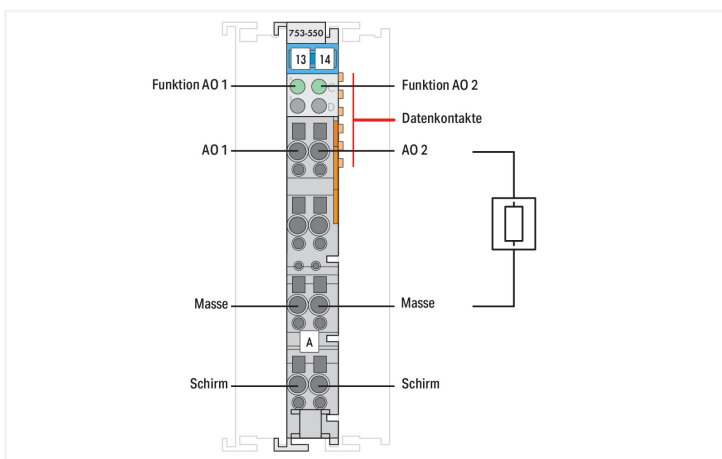 753-550
13 14
Funktion AO 1
C
Funktion AO 2
D
Datenkontakte
AO 1
AO 2
Masse
Masse
A
Schirm
Schirm